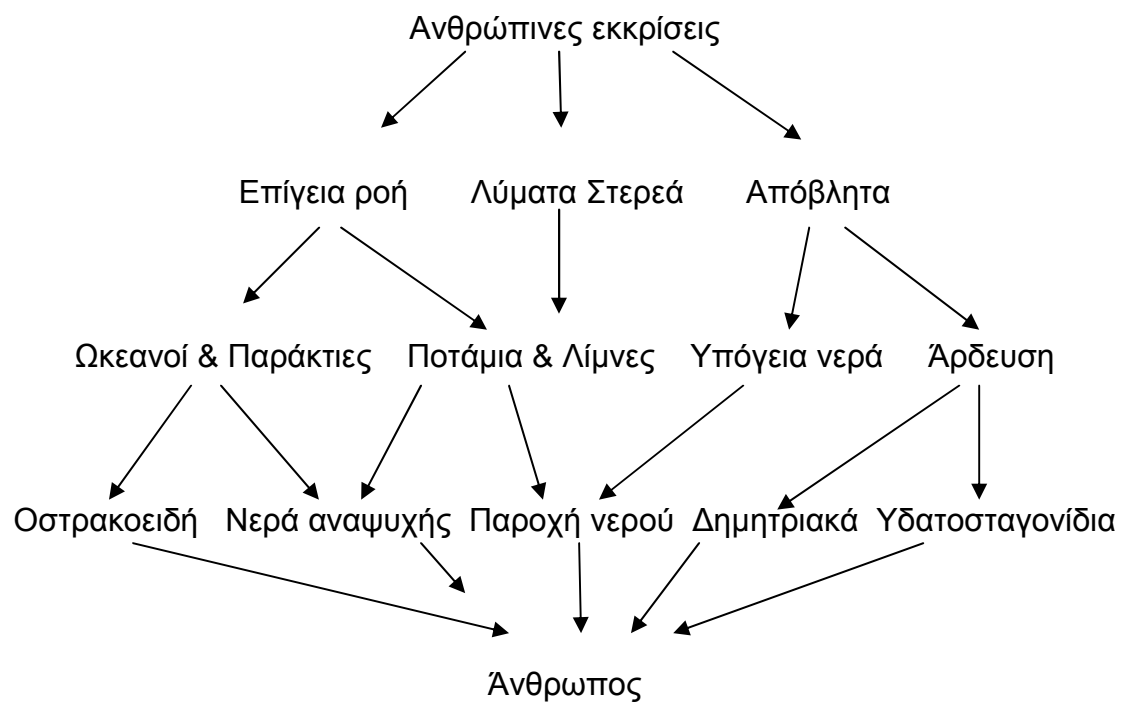 Ανθρώπινες εκκρίσεις
Επίγεια ροή Λύματα Στερεά Απόβλητα
Ωκεανοί & Παράκτιες Ποτάμια & Λίμνες Υπόγεια νερά Άρδευση
Οστρακοειδή Νερά αναψυχής Παροχή νερού Δημητριακά Υδατοσταγονίδια
Άνθρωπος